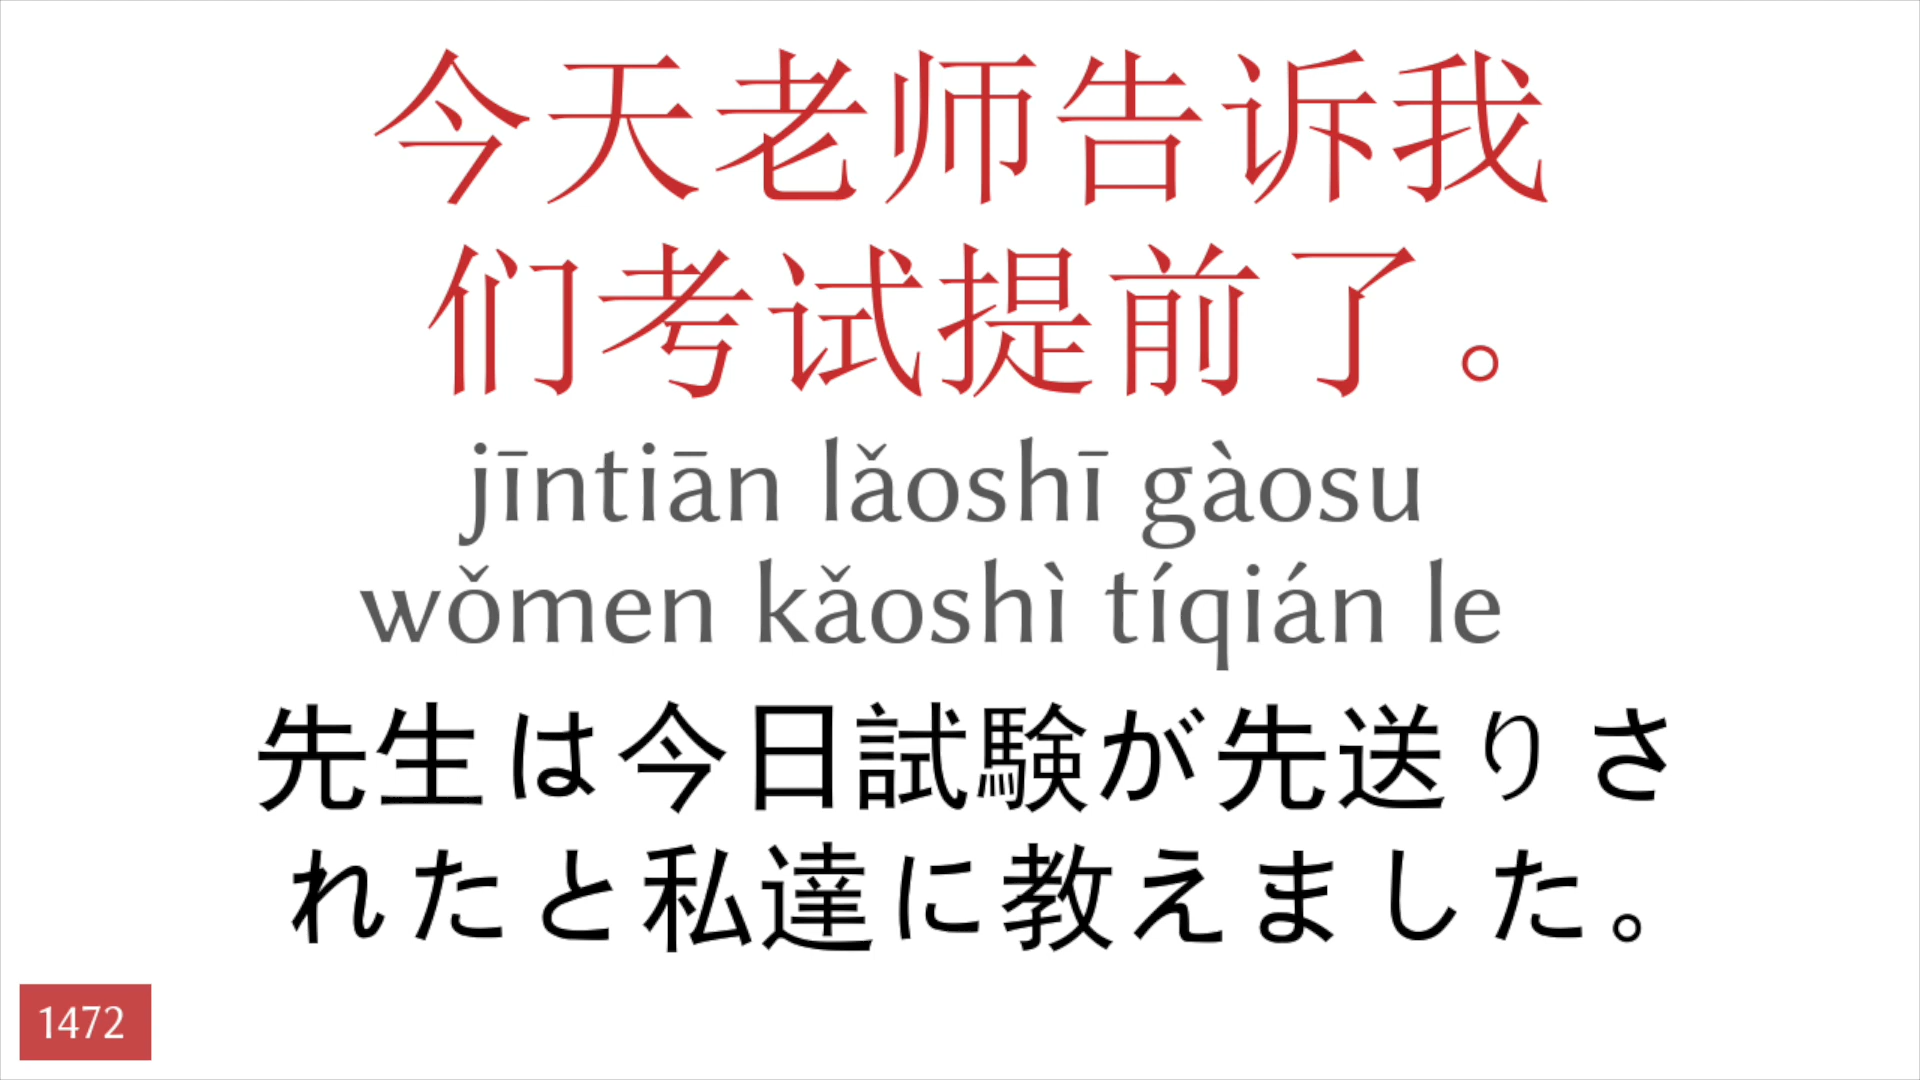 今天老师告诉我
们考试提前了。
jīntiān lǎoshī gàosu
wǒmen kǎoshì tíqián le
先生は今日試験が先送りさ
れたと私達に教えました。
1472